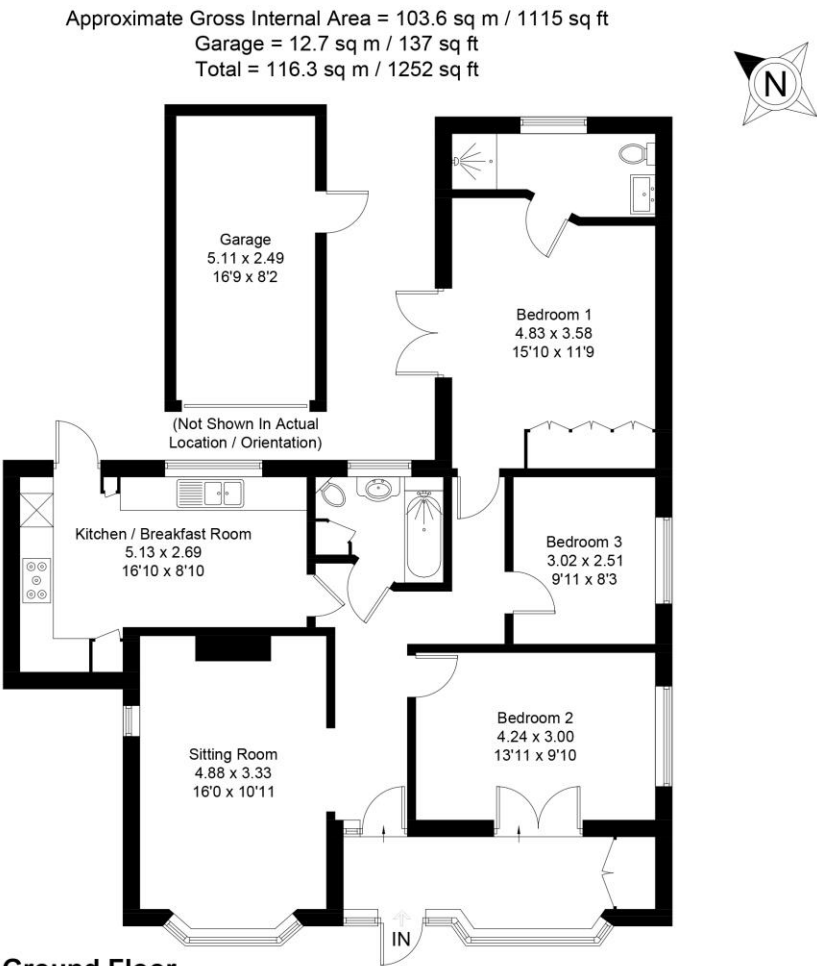 Approximate Gross Internal Area = 103.6 sq m / 1115 sq ft
Garage = 12.7 sq m / 137 sq ft
Total = 116.3 sq m / 1252 sq ft
N
Garage
5.11 x 2.49
16'9 x 8'2
(Not Shown In Actual
Location / Orientation)
Bedroom 1
4.83 x 3.58
15'10 x 11'9
Kitchen / Breakfast Room
5.13 x 2.69
16'10 x 8'10
Bedroom 3
3.02 x 2.51
9'11 x 8'3
Bedroom 2
4.24 x 3.00
13'11 x 9'10
Sitting Room
4.88 x 3.33
16'0 x 10'11
IN
Ground Floor